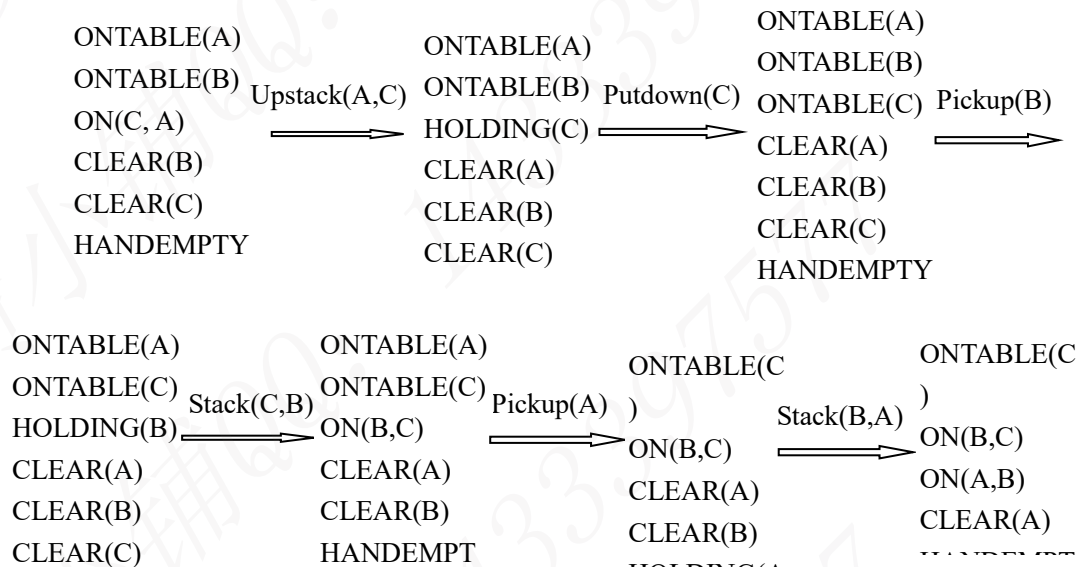 ONTABLE(A)
ONTABLE(B)
ON(C, A)
CLEAR(B)
CLEAR(C)
HANDEMPTY
Upstack(A,C)
ONTABLE(A)
ONTABLE(B)
HOLDING(C)
CLEAR(A)
CLEAR(B)
CLEAR(C)
Putdown(C)
ONTABLE(A)
ONTABLE(B)
ONTABLE(C)
CLEAR(A)
CLEAR(B)
CLEAR(C)
HANDEMPTY
Pickup(B)
ONTABLE(A)
ONTABLE(C)
HOLDING(B)
CLEAR(A)
CLEAR(B)
CLEAR(C)
Stack(C,B)
ONTABLE(A)
ONTABLE(C)
ON(B,C)
CLEAR(A)
CLEAR(B)
HANDEMPT
Pickup(A)
ONTABLE(C
)
ON(B,C)
CLEAR(A)
CLEAR(B)
Stack(B,A)
ONTABLE(C
)
ON(B,C)
ON(A,B)
CLEAR(A)